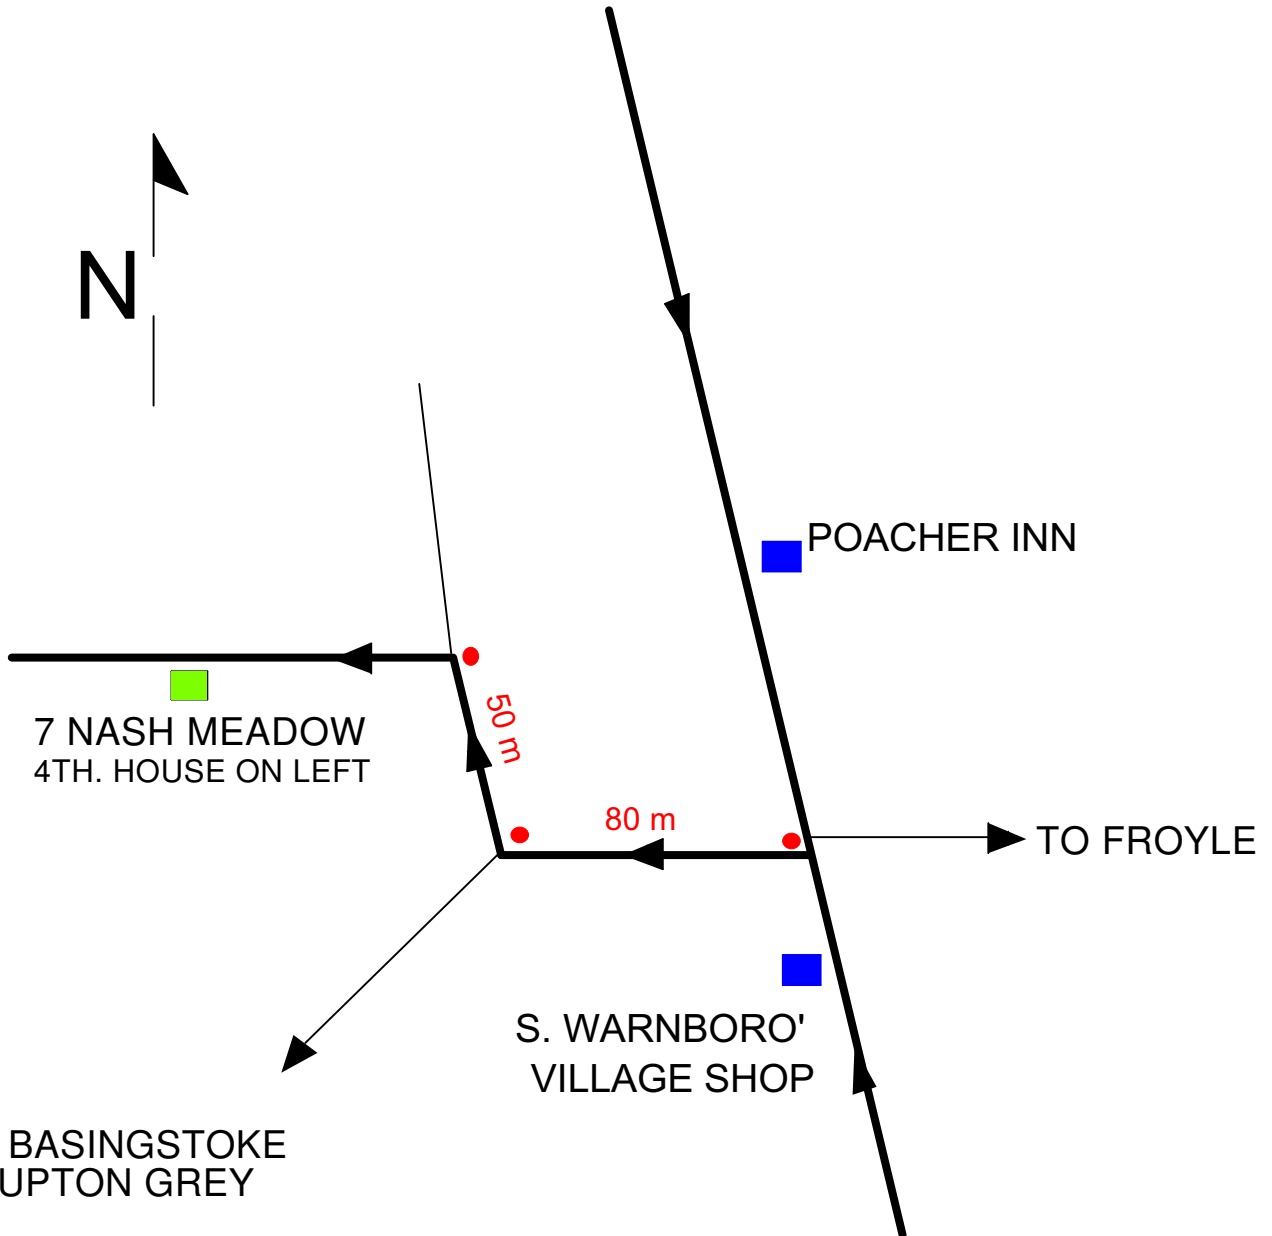 N
POACHER INN
50 m
7 NASH MEADOW
4TH. HOUSE ON LEFT
80 m
TO FROYLE
S. WARNBORO'
VILLAGE SHOP
BASINGSTOKE
UPTON GREY